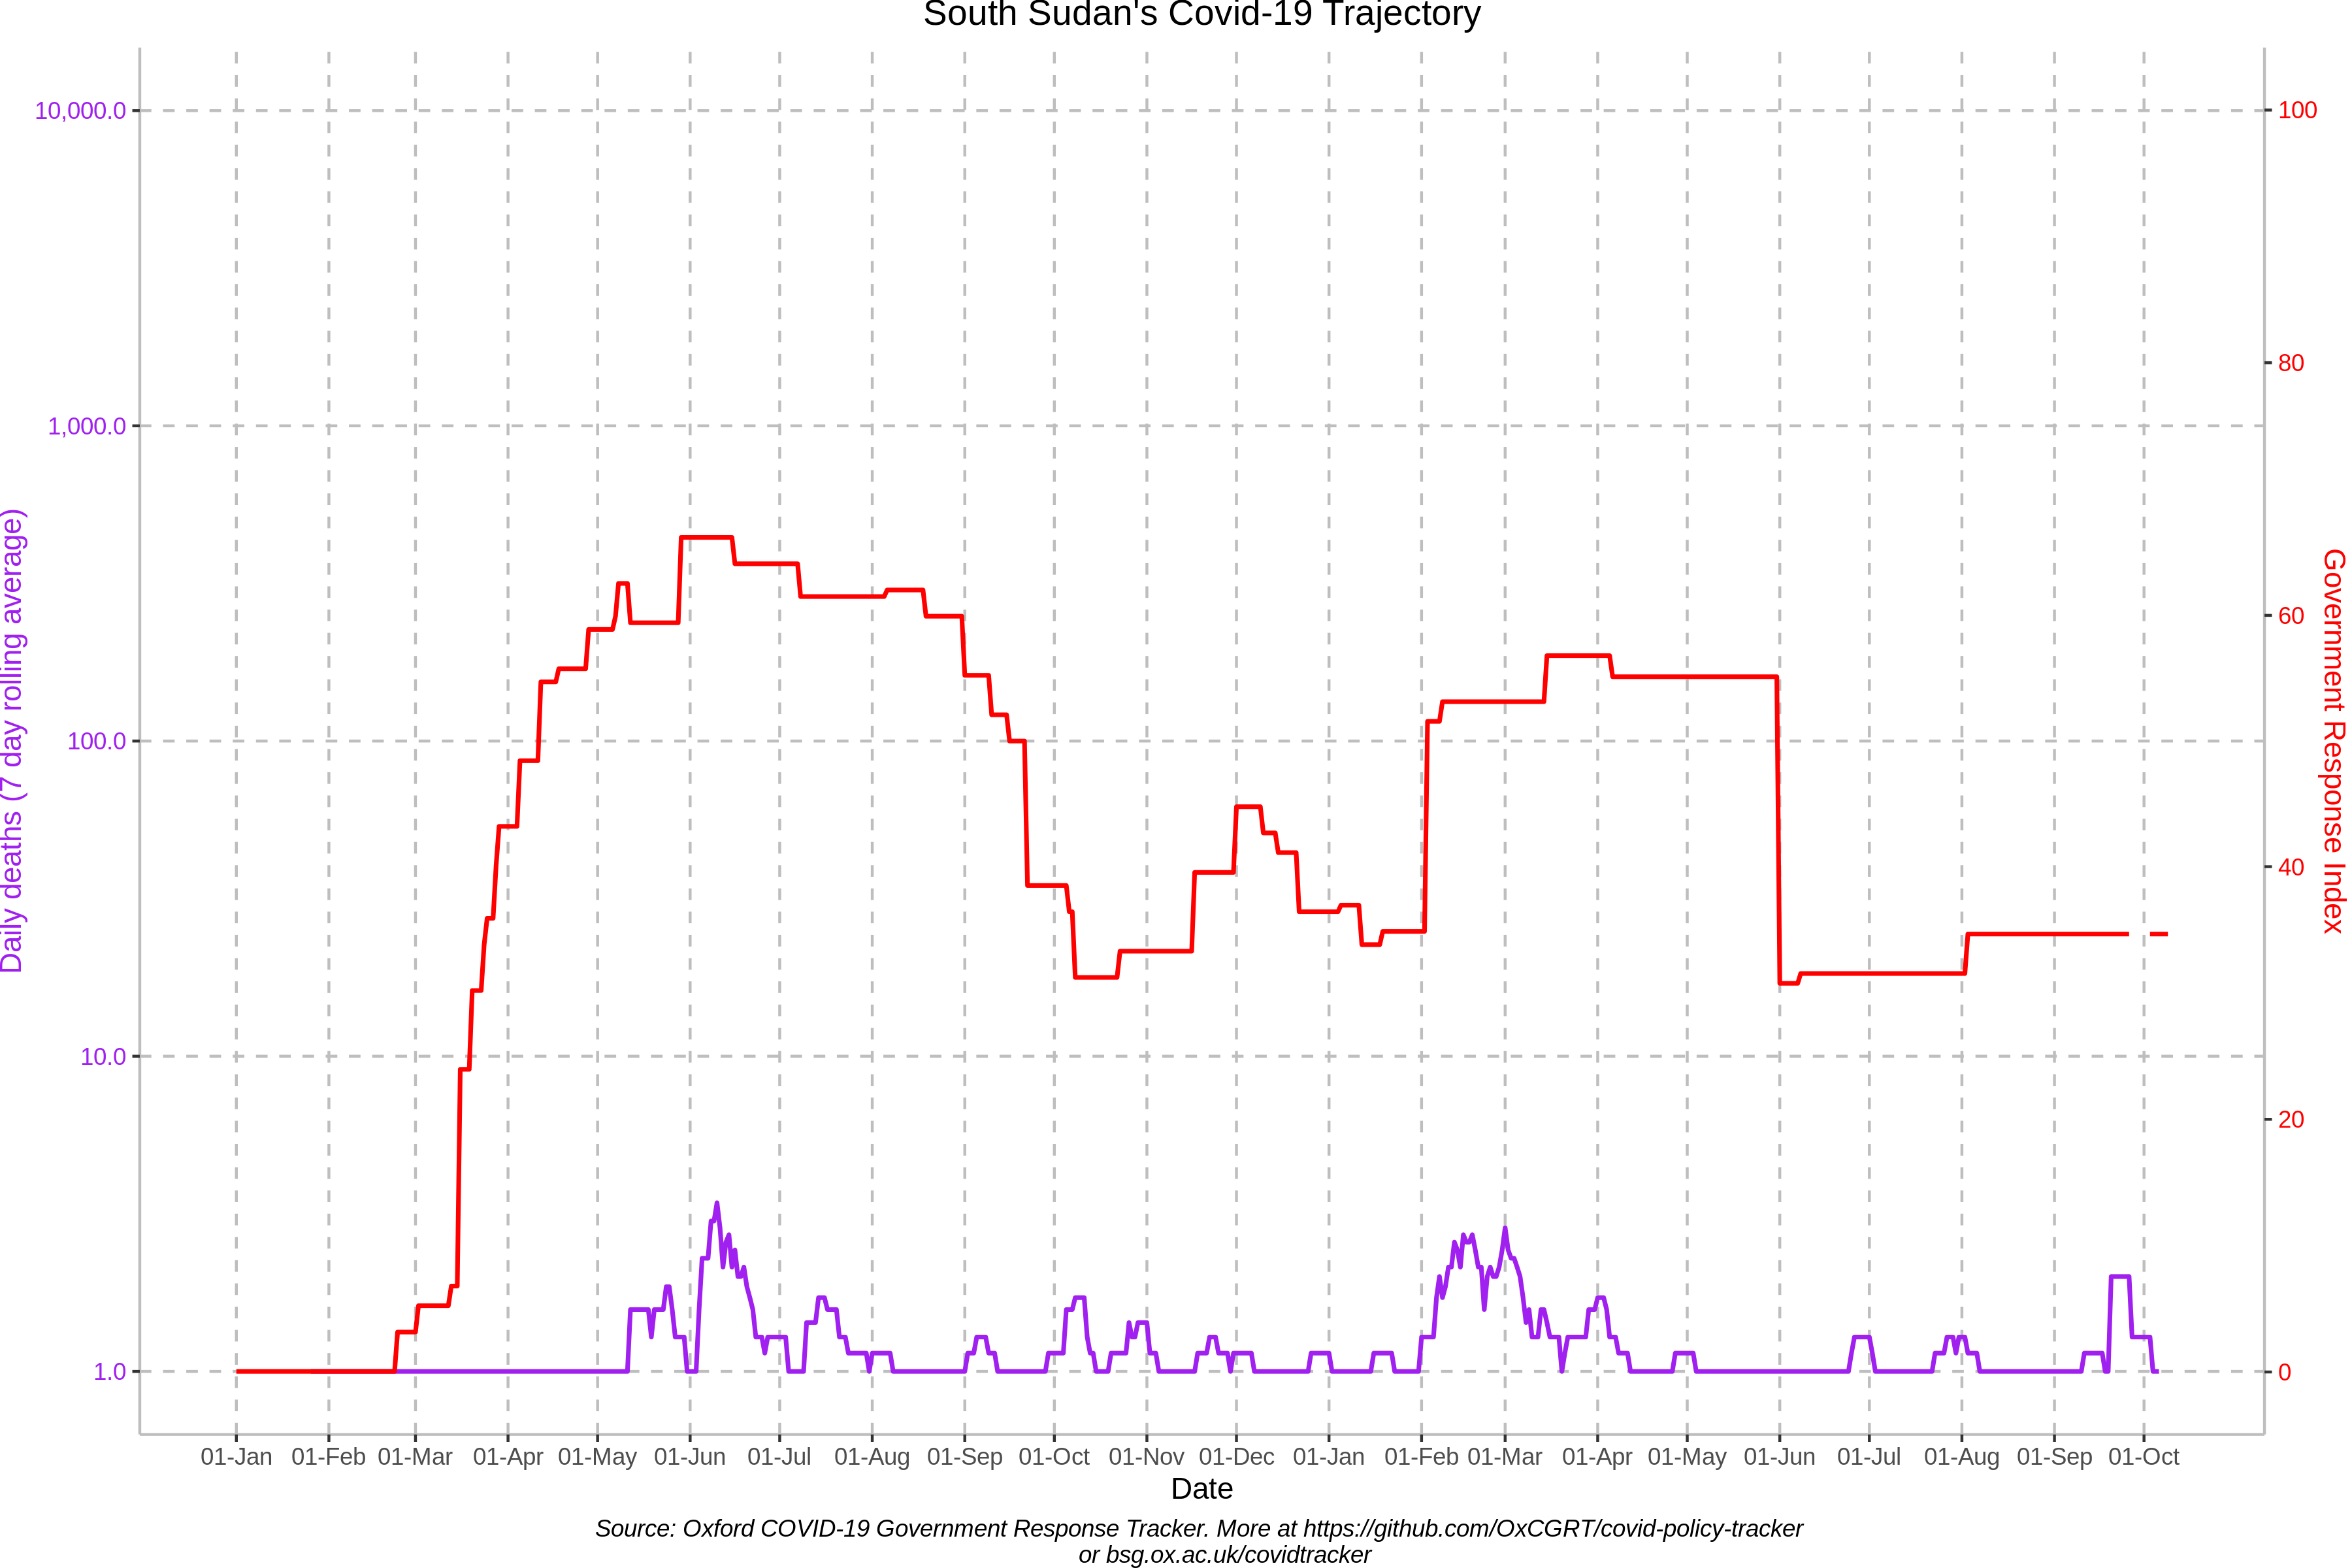 South Sudan's Covid-19 Trajectory
10,000.0
1,000.0
100.0
10.0
1.0
Daily deaths (7 day rolling average)
100
80
60
40
20
0
Government Response Index
01-Jan 01-Feb 01-Mar 01-Apr 01-May 01-Jun 01-Jul 01-Aug 01-Sep 01-Oct 01-Nov 01-Dec 01-Jan 01-Feb 01-Mar 01-Apr 01-May 01-Jun 01-Jul 01-Aug 01-Sep 01-Oct
Date
Source: Oxford COVID-19 Government Response Tracker. More at https://github.com/OxCGRT/covid-policy-tracker
or bsg.ox.ac.uk/covidtracker